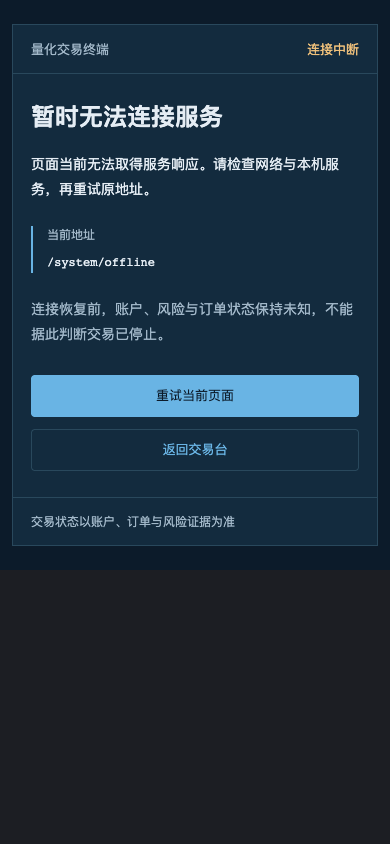 量化交易终端
连接中断
暂时无法连接服务
页面当前无法取得服务响应。请检查网络与本机服
务，再重试原地址。
当前地址
/system/offline
连接恢复前，账户、风险与订单状态保持未知，不能
据此判断交易已停止。
重试当前页面
返回交易台
交易状态以账户、订单与风险证据为准